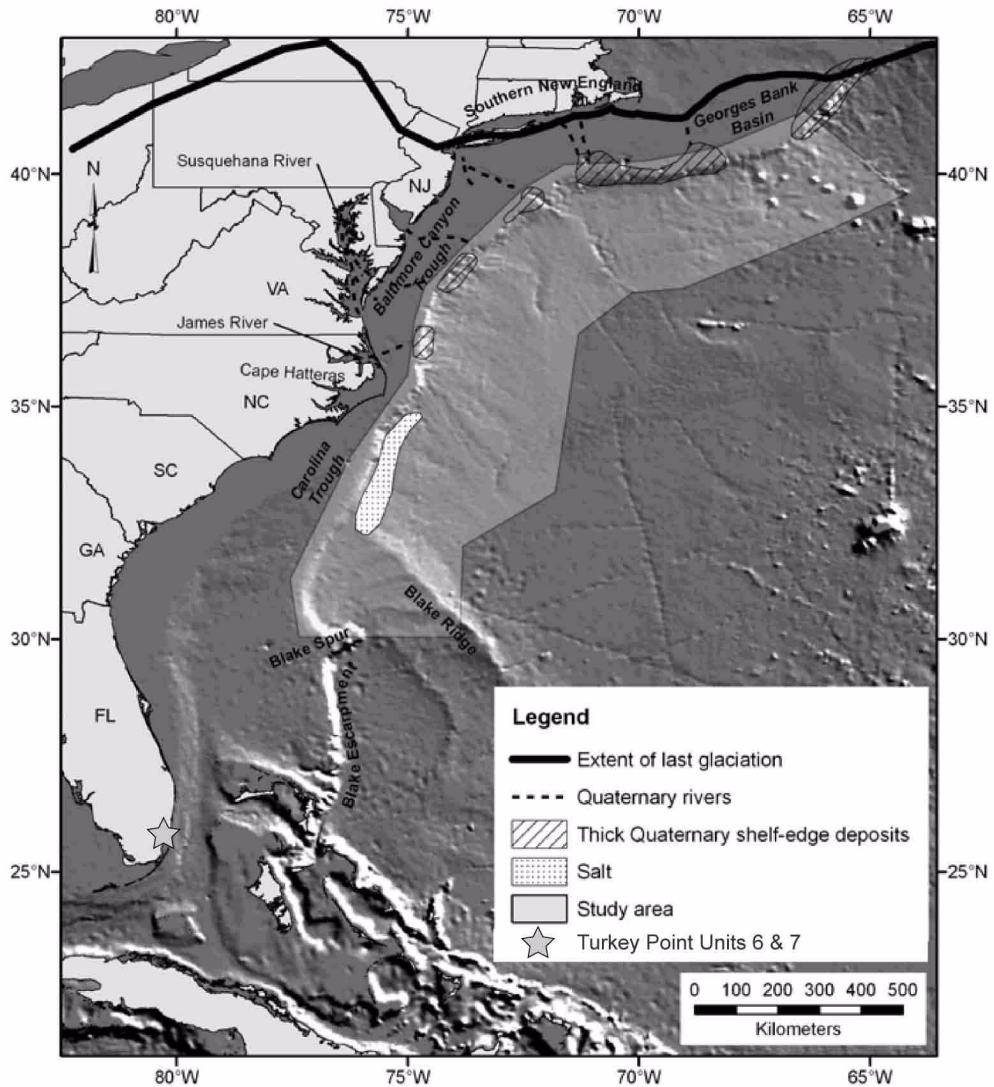 80°W 75°W 70°W 65°W
Southern New England
Georges Bank
Basin
Susquehana River
40°N 40°N
N
NJ
Baltimore Canyon
Trough
VA
James River
Cape Hatteras
NC
35°N 35°N
Carolina
Trough
SC
GA
Blake Ridge
30°N 30°N
Blake Spur
Blake Escarpment
FL
Legend
Extent of last glaciation
Quaternary rivers
Thick Quaternary shelf-edge deposits
25°N 25°N
Salt
Study area
Turkey Point Units 6 & 7
0 100 200 300 400 500
Kilometers
80°W 75°W 70°W 65°W